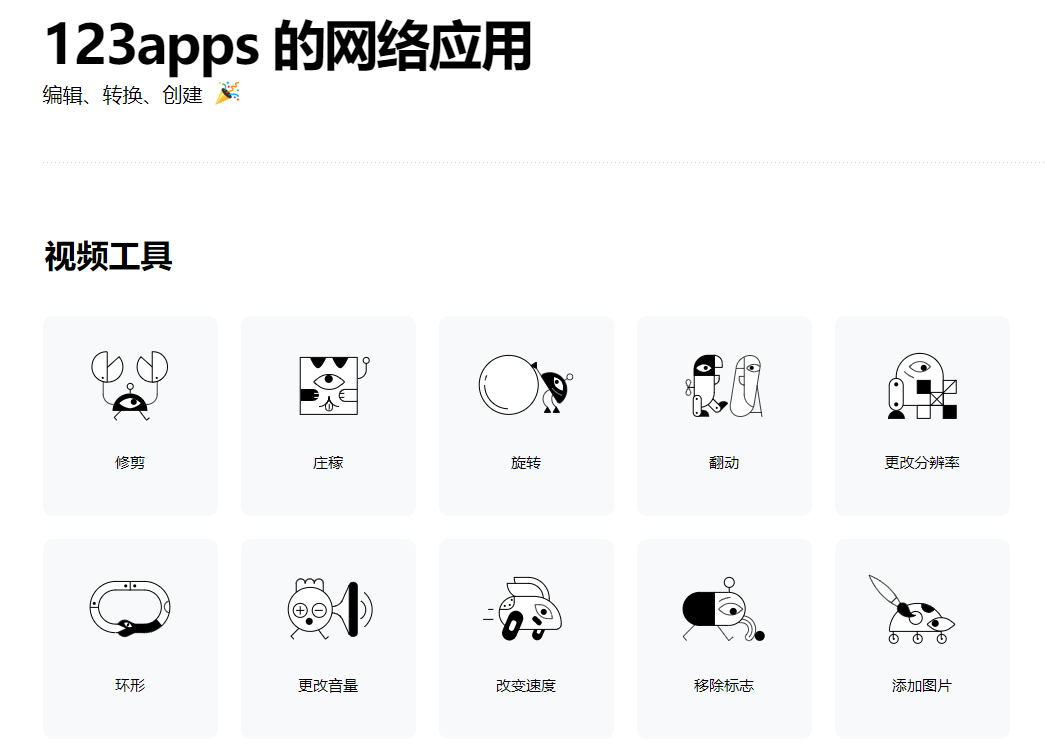 123apps 的网络应用
编辑、转换、创建 🎉
视频工具
修剪
庄稼
旋转
翻动
更改分辨率
环形
更改音量
改变速度
移除标志
添加图片